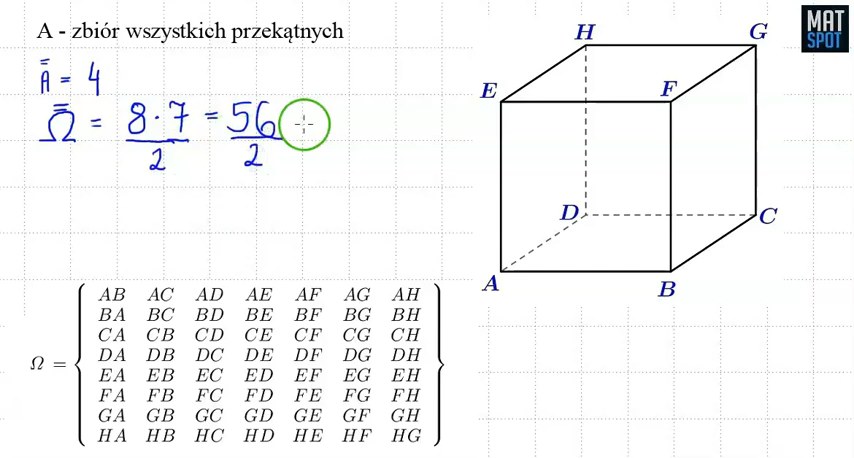 MAT
SPOT
A - zbiór wszystkich przekątnych
A̿ = 4
Ω̿ = 8·7/2 = 56/2
H G
E F
D C
A B
AB AC AD AE AF AG AH
BA BC BD BE BF BG BH
CA CB CD CE CF CG CH
Ω = { DA DB DC DE DF DG DH }
EA EB EC ED EF EG EH
FA FB FC FD FE FG FH
GA GB GC GD GE GF GH
HA HB HC HD HE HF HG